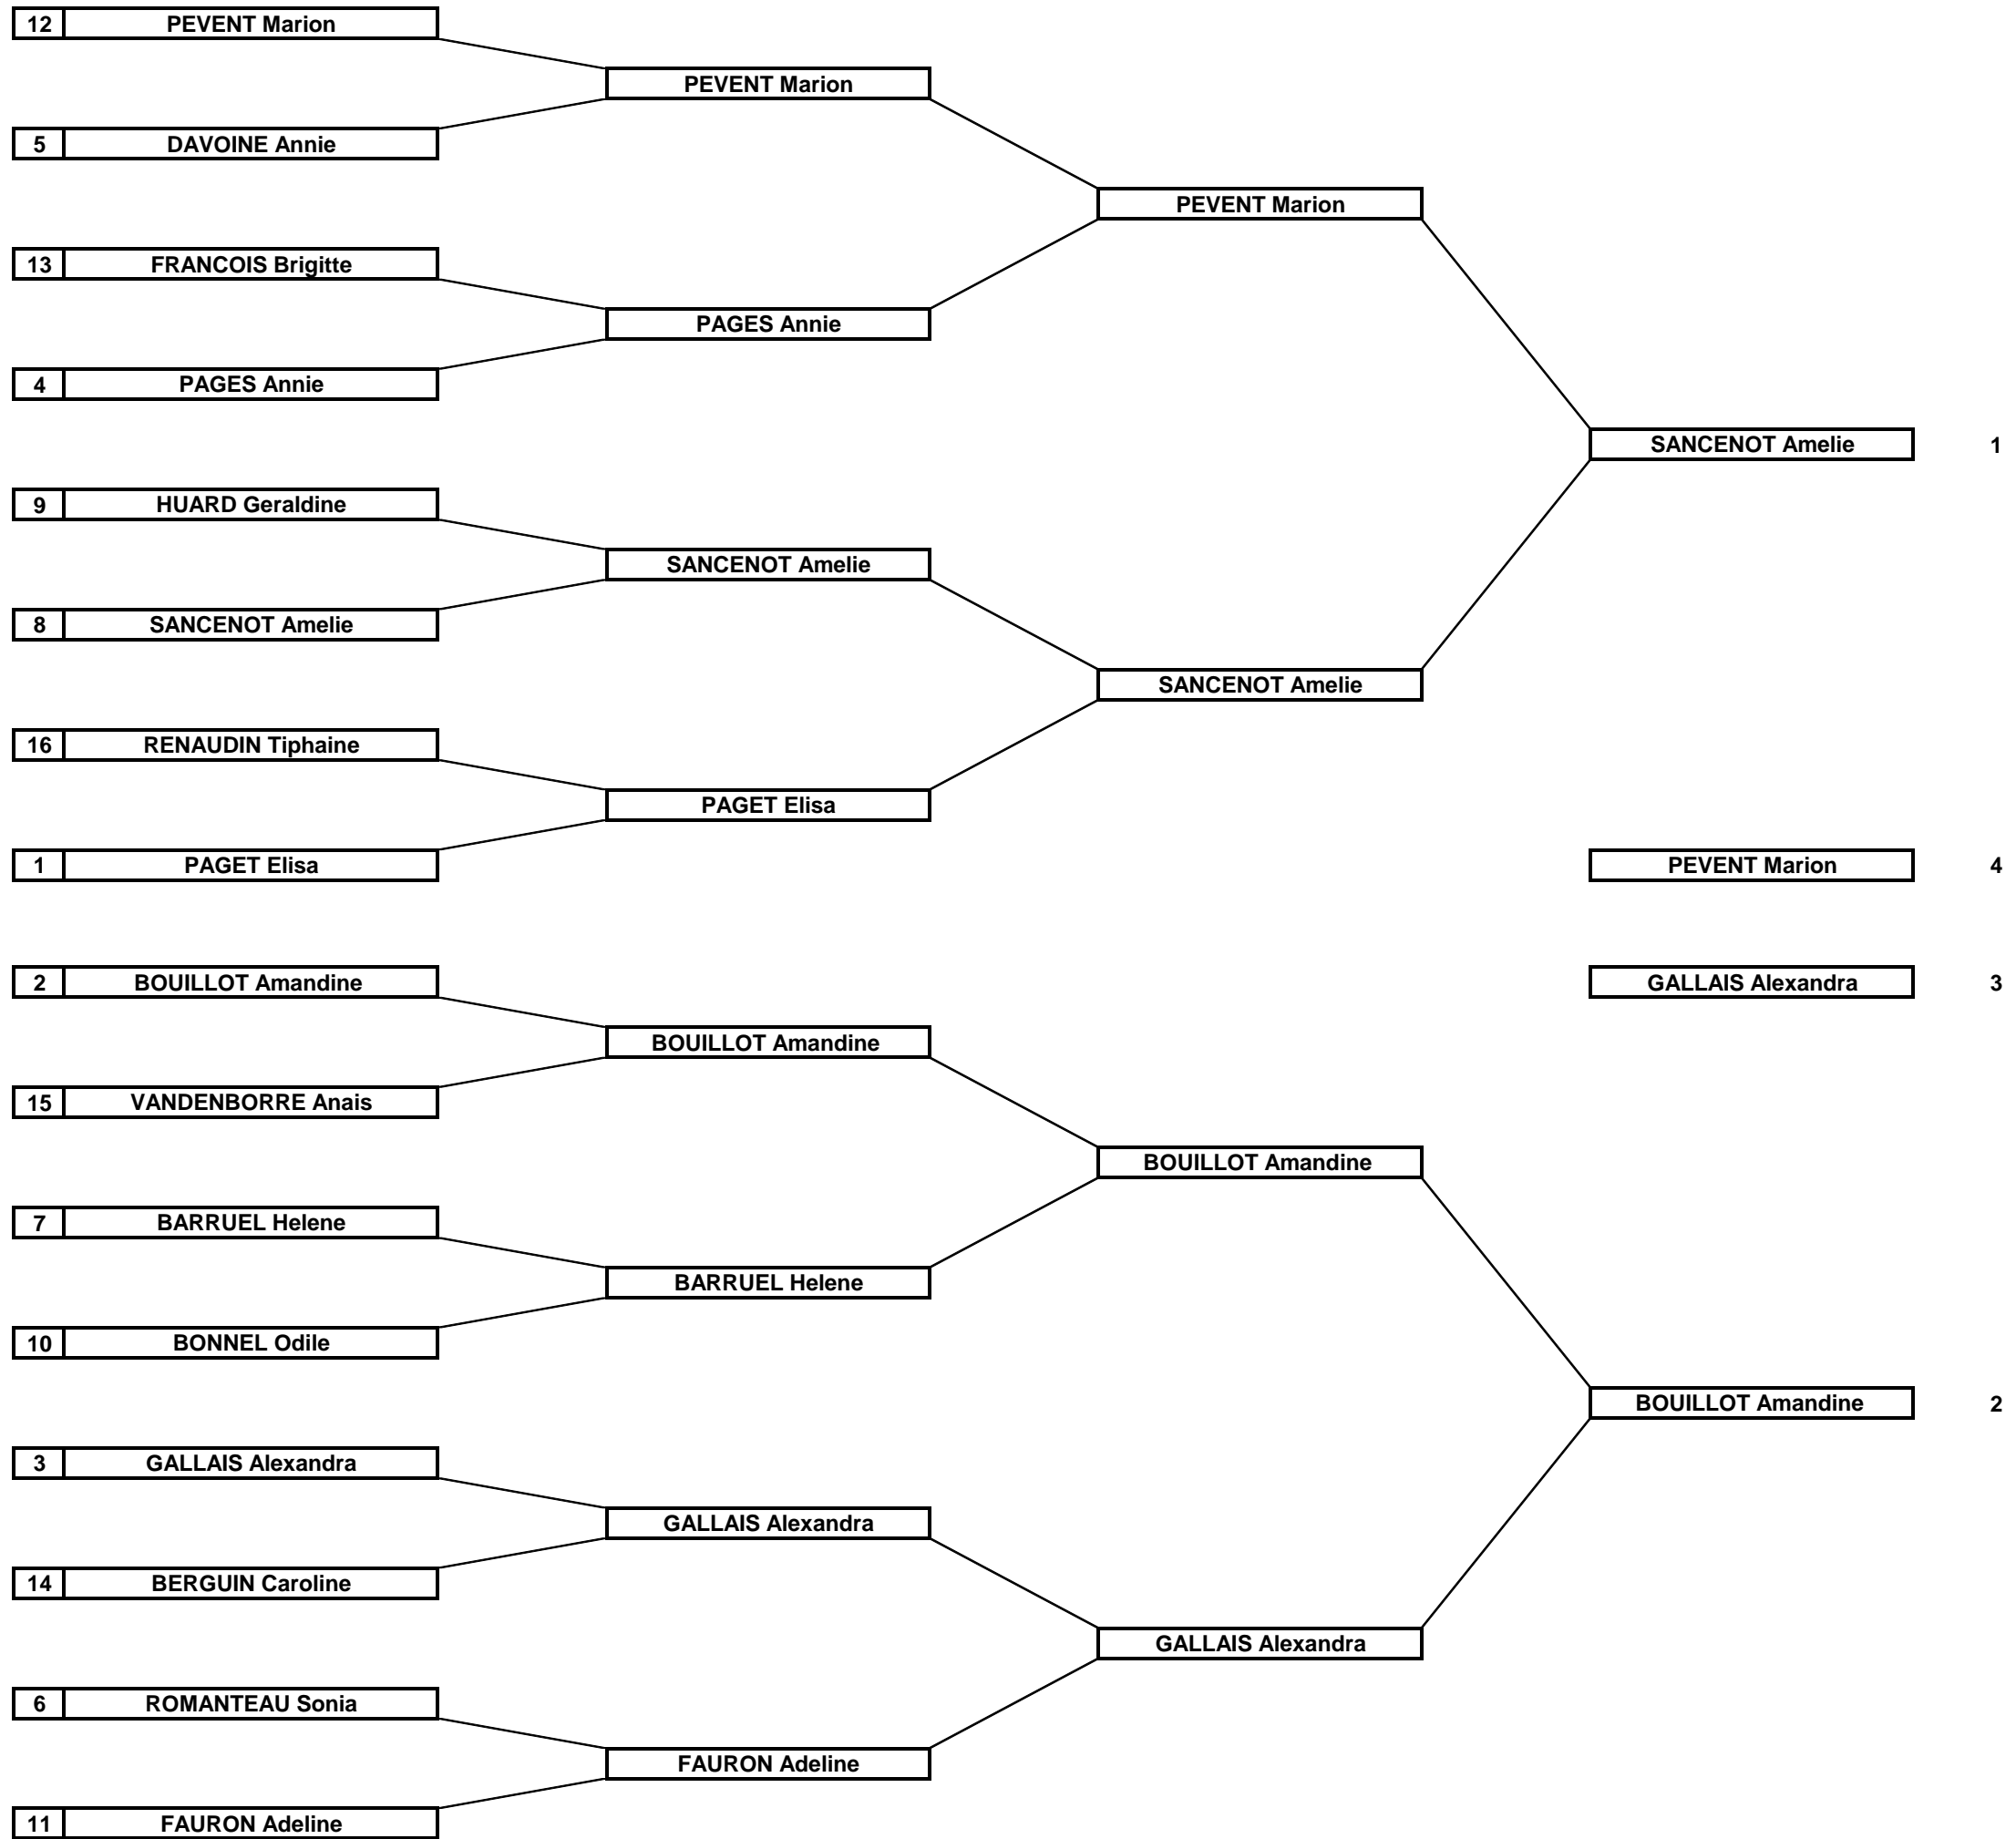 12 PEVENT Marion
PEVENT Marion
5 DAVOINE Annie
PEVENT Marion
13 FRANCOIS Brigitte
PAGES Annie
4 PAGES Annie
SANCENOT Amelie 1
9 HUARD Geraldine
SANCENOT Amelie
8 SANCENOT Amelie
SANCENOT Amelie
16 RENAUDIN Tiphaine
PAGET Elisa
1 PAGET Elisa
PEVENT Marion 4
2 BOUILLOT Amandine
GALLAIS Alexandra 3
BOUILLOT Amandine
15 VANDENBORRE Anais
BOUILLOT Amandine
7 BARRUEL Helene
BARRUEL Helene
10 BONNEL Odile
BOUILLOT Amandine 2
3 GALLAIS Alexandra
GALLAIS Alexandra
14 BERGUIN Caroline
GALLAIS Alexandra
6 ROMANTEAU Sonia
FAURON Adeline
11 FAURON Adeline